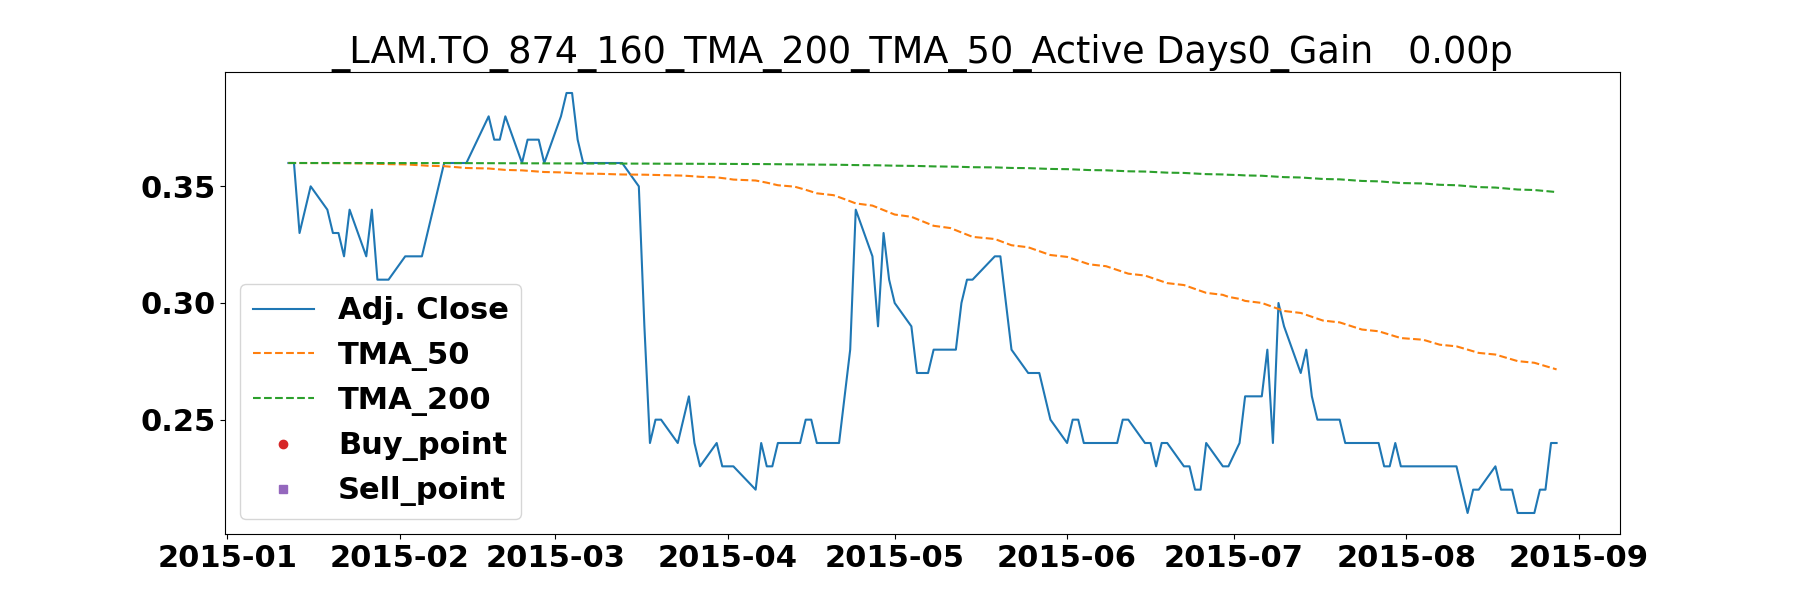 _LAM.TO_874_160_TMA_200_TMA_50_Active Days0_Gain   0.00p
0.35
0.30
0.25
Adj. Close
TMA_50
TMA_200
Buy_point
Sell_point
2015-01 2015-02 2015-03 2015-04 2015-05 2015-06 2015-07 2015-08 2015-09